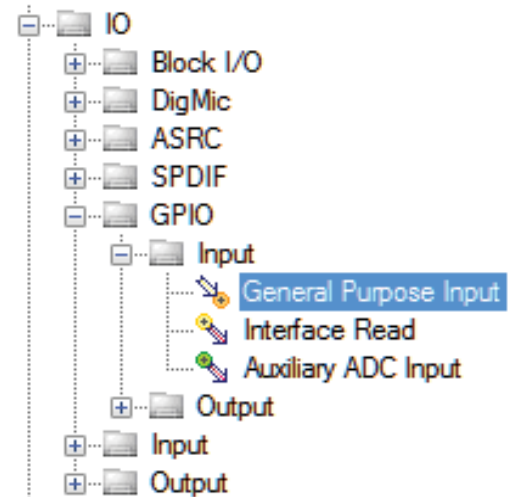 IO
Block I/O
DigMic
ASRC
SPDIF
GPIO
Input
General Purpose Input
Interface Read
Auxiliary ADC Input
Output
Input
Output